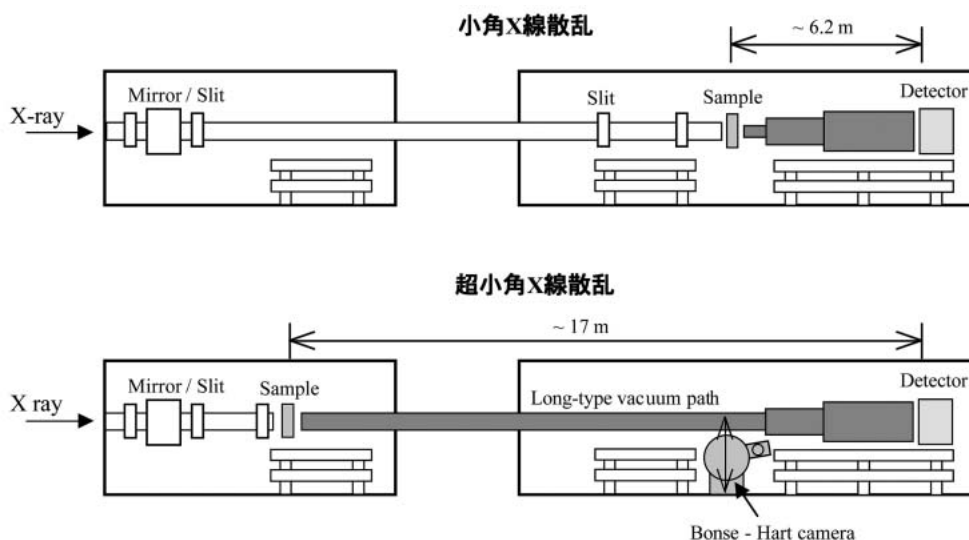 小角X線散乱
~ 6.2 m
Mirror / Slit
Slit
Sample
Detector
X-ray
超小角X線散乱
~ 17 m
Mirror / Slit
Sample
Detector
X ray
Long-type vacuum path
Bonse - Hart camera